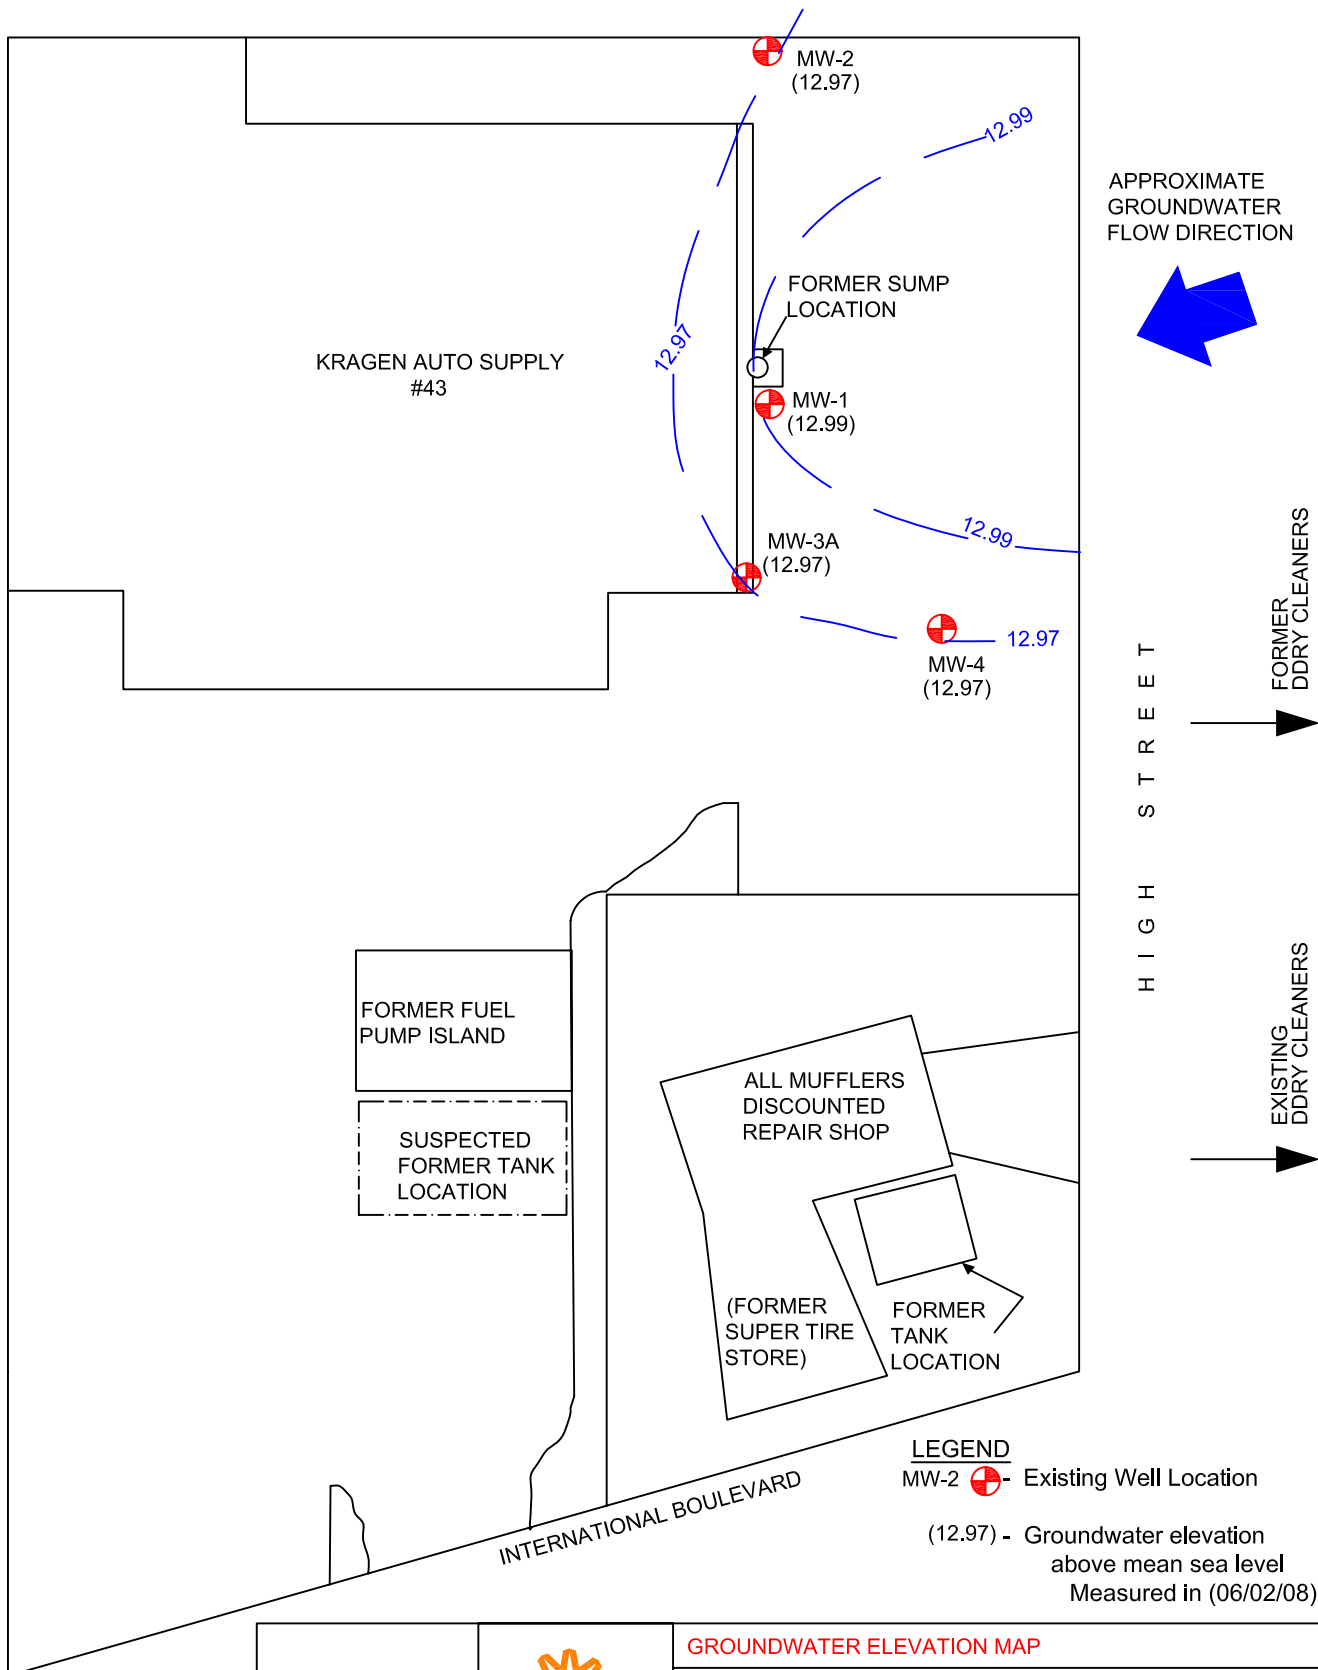 MW-2
(12.97)
12.99
APPROXIMATE
GROUNDWATER
FLOW DIRECTION
FORMER SUMP
LOCATION
12.97
KRAGEN AUTO SUPPLY
#43
MW-1
(12.99)
12.99
MW-3A
(12.97)
12.97
MW-4
(12.97)
FORMER
DDRY CLEANERS
HIGH STREET
EXISTING
DDRY CLEANERS
FORMER FUEL
PUMP ISLAND
SUSPECTED
FORMER TANK
LOCATION
ALL MUFFLERS
DISCOUNTED
REPAIR SHOP
(FORMER
SUPER TIRE
STORE)
FORMER
TANK
LOCATION
INTERNATIONAL BOULEVARD
LEGEND
MW-2 - Existing Well Location
(12.97) - Groundwater elevation
above mean sea level
Measured in (06/02/08)
GROUNDWATER ELEVATION MAP